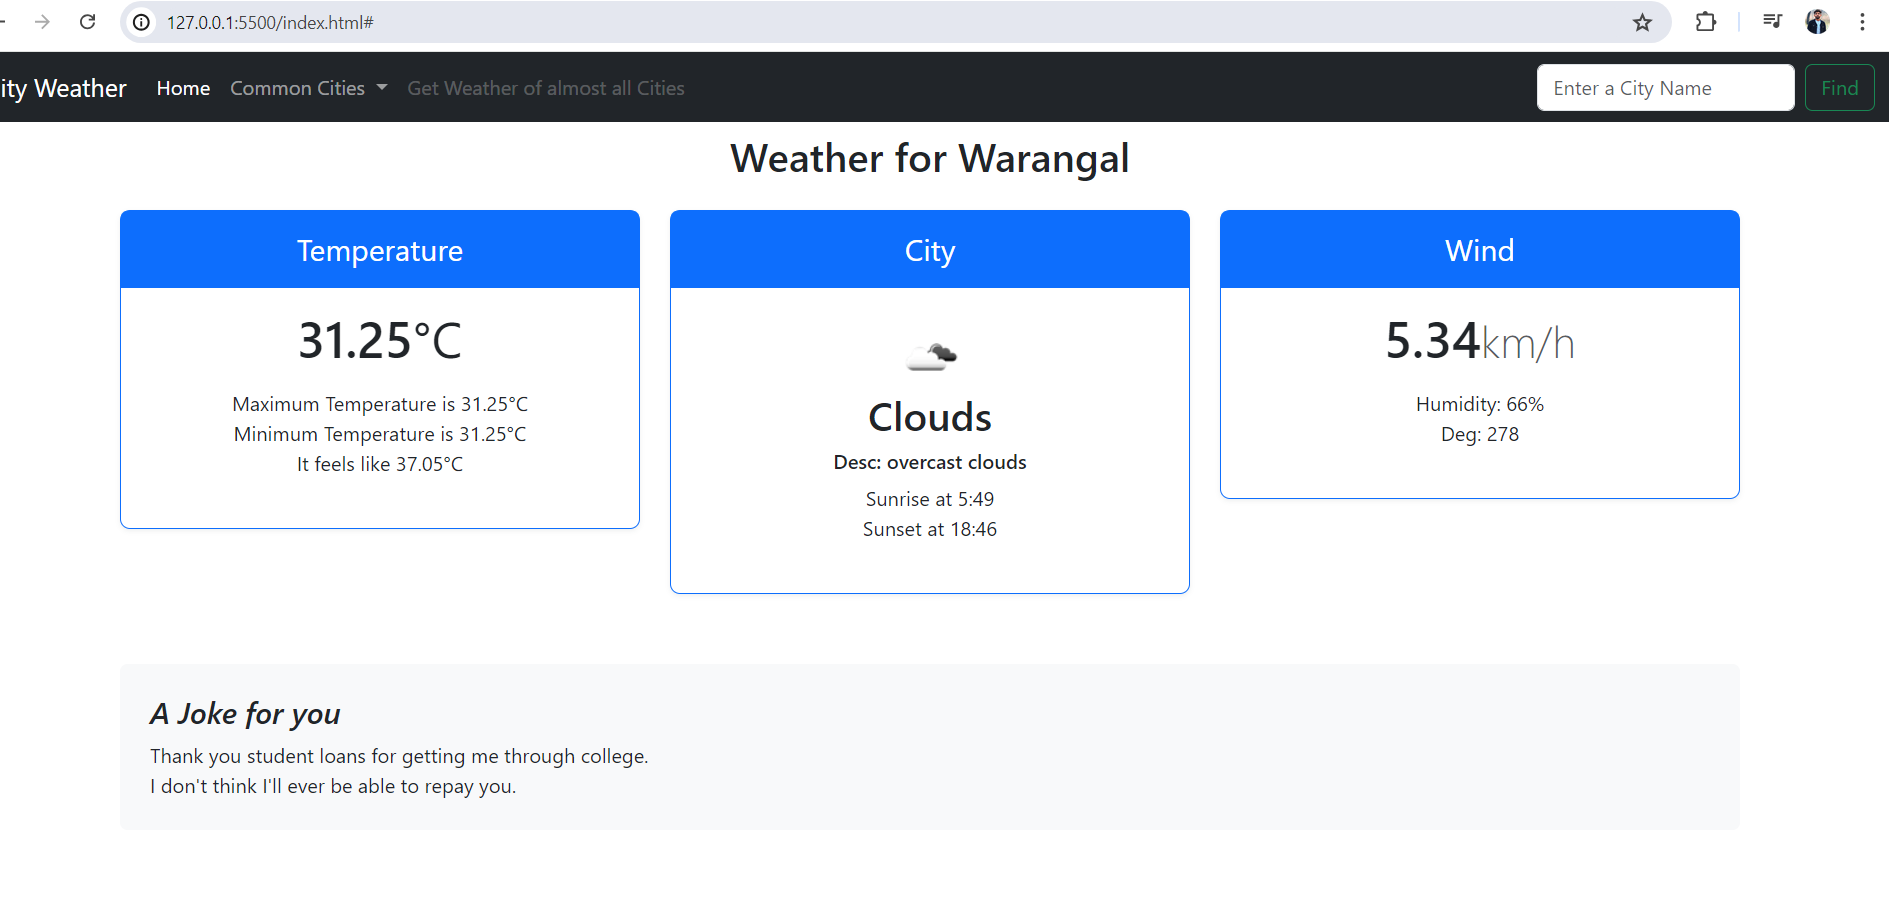 127.0.0.1:5500/index.html#
ity Weather Home Common Cities Get Weather of almost all Cities Enter a City Name Find
Weather for Warangal
Temperature
31.25°C
Maximum Temperature is 31.25°C
Minimum Temperature is 31.25°C
It feels like 37.05°C
City
Clouds
Desc: overcast clouds
Sunrise at 5:49
Sunset at 18:46
Wind
5.34km/h
Humidity: 66%
Deg: 278
A Joke for you
Thank you student loans for getting me through college.
I don't think I'll ever be able to repay you.